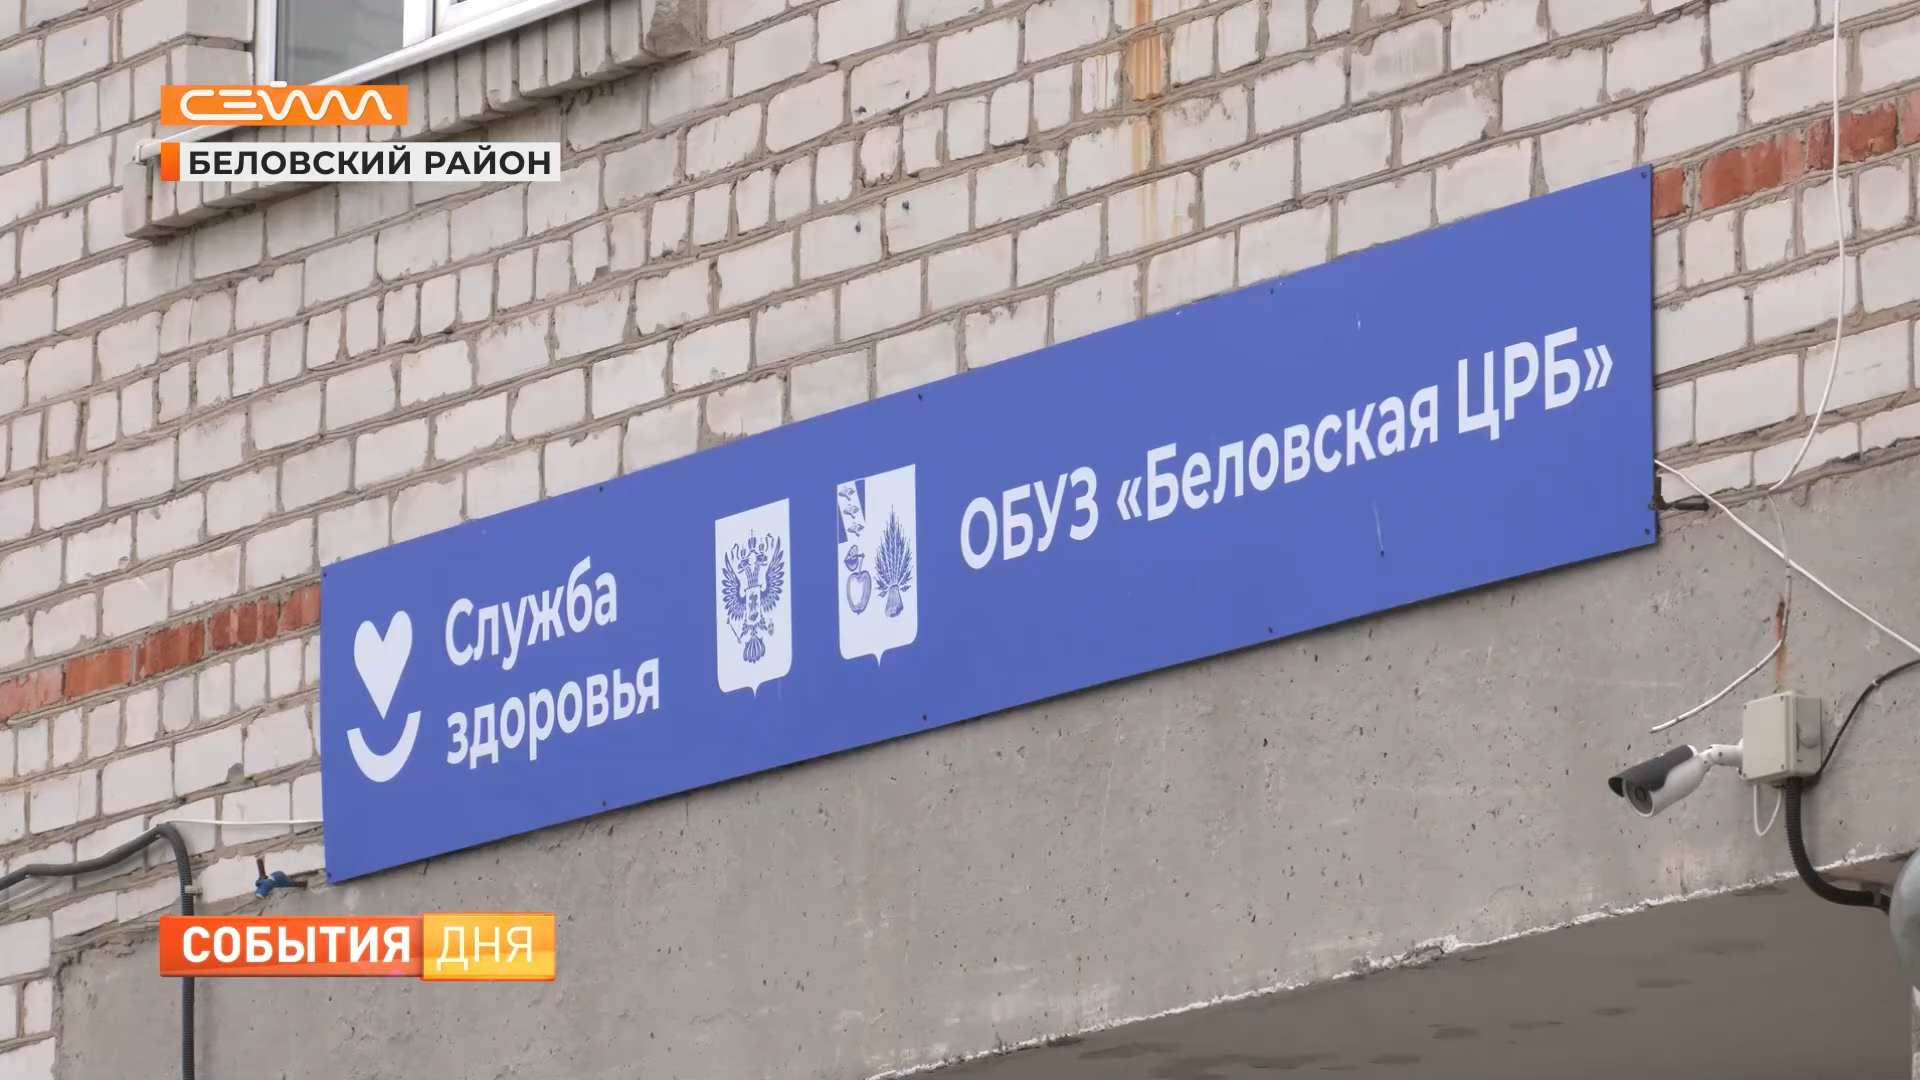 СЕЙМ
БЕЛОВСКИЙ РАЙОН
Служба
здоровья
ОБУЗ «Беловская ЦРБ»
СОБЫТИЯ ДНЯ